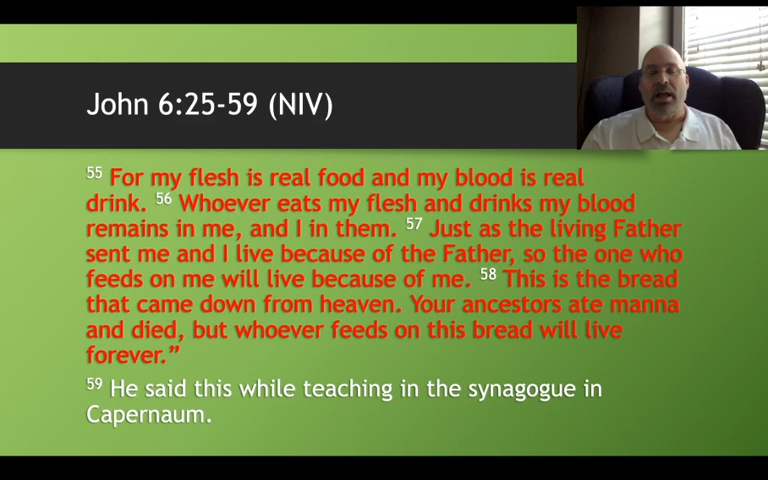 John 6:25-59 (NIV)
55 For my flesh is real food and my blood is real
drink. 56 Whoever eats my flesh and drinks my blood
remains in me, and I in them. 57 Just as the living Father
sent me and I live because of the Father, so the one who
feeds on me will live because of me. 58 This is the bread
that came down from heaven. Your ancestors ate manna
and died, but whoever feeds on this bread will live
forever.”
59 He said this while teaching in the synagogue in
Capernaum.